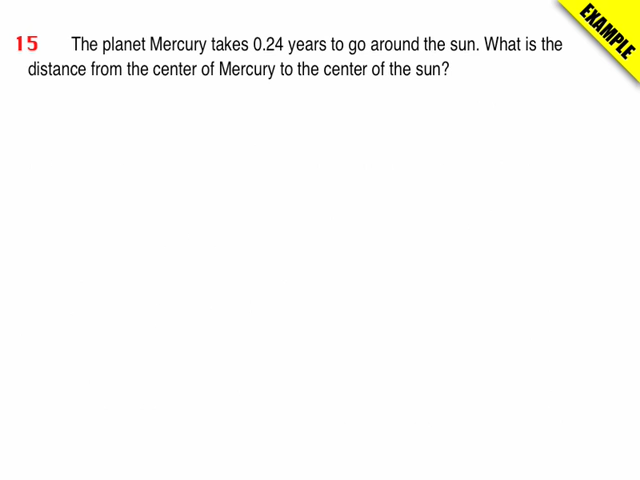 EXAMPLE
15 The planet Mercury takes 0.24 years to go around the sun. What is the
distance from the center of Mercury to the center of the sun?